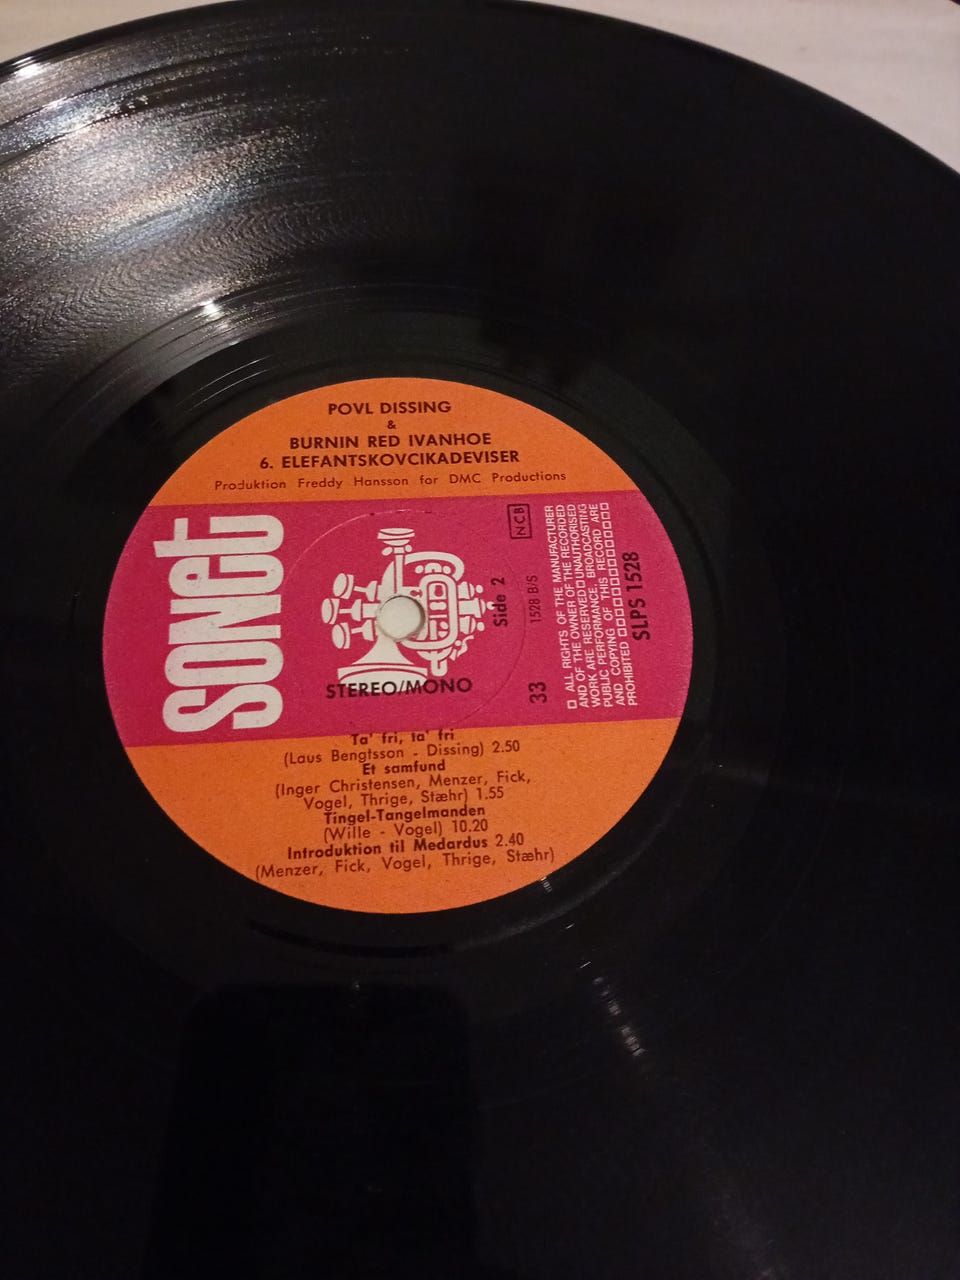 POVL DISSING
&
BURNIN RED IVANHOE
6. ELEFANTSKOVCIKADEVISER
Produktion Freddy Hansson for DMC Productions
sonet
STEREO/MONO
Side 2
NCB
1528 B/S
33
□ ALL RIGHTS OF THE MANUFACTURER
AND OF THE OWNER OF THE RECORDED
WORK ARE RESERVED□UNAUTHORISED
PUBLIC PERFORMANCE, BROADCASTING
AND COPYING OF THIS RECORD ARE
PROHIBITED □□□□□□□□□□□
SLPS 1528
Ta' fri, ta' fri
(Laus Bengtsson - Dissing) 2.50
Et samfund
(Inger Christensen, Menzer, Fick,
Vogel, Thrige, Stæhr) 1.55
Tingel-Tangelmanden
(Wille - Vogel) 10.20
Introduktion til Medardus 2.40
(Menzer, Fick, Vogel, Thrige, Stæhr)